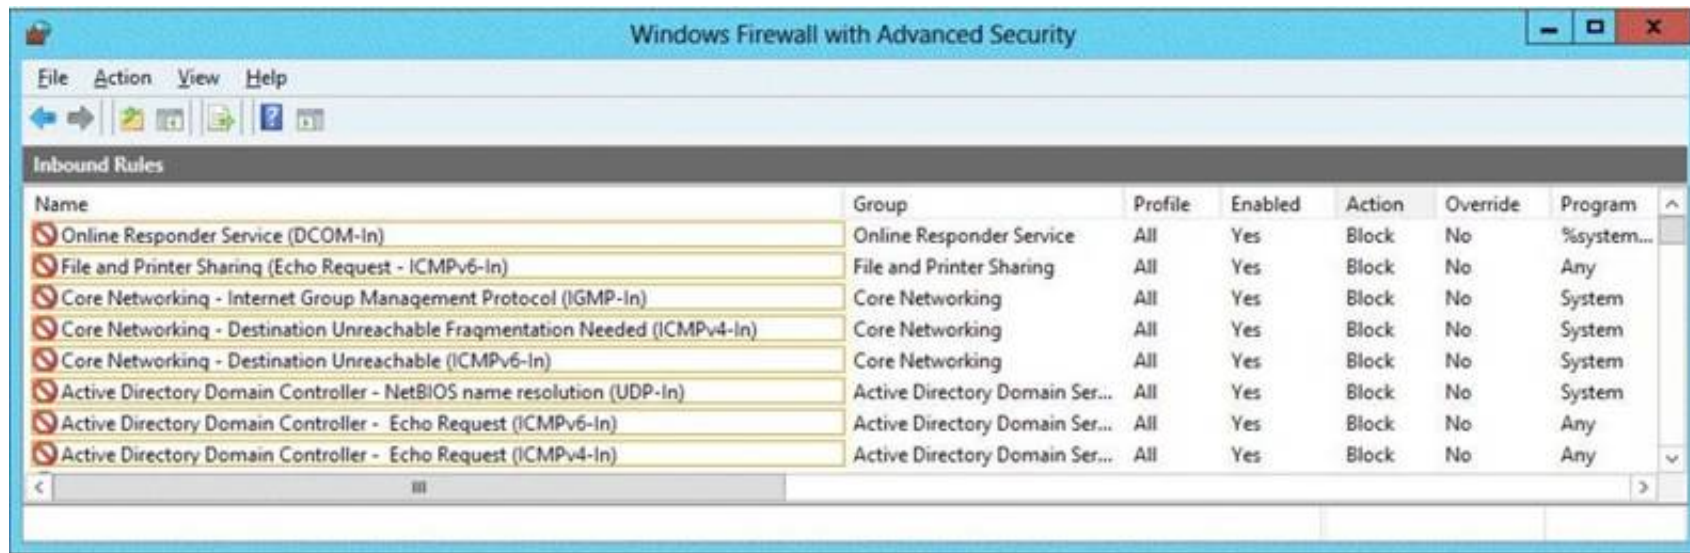 Windows Firewall with Advanced Security
File Action View Help
Inbound Rules
Name Group Profile Enabled Action Override Program
Online Responder Service (DCOM-In) Online Responder Service All Yes Block No %system...
File and Printer Sharing (Echo Request - ICMPv6-In) File and Printer Sharing All Yes Block No Any
Core Networking - Internet Group Management Protocol (IGMP-In) Core Networking All Yes Block No System
Core Networking - Destination Unreachable Fragmentation Needed (ICMPv4-In) Core Networking All Yes Block No System
Core Networking - Destination Unreachable (ICMPv6-In) Core Networking All Yes Block No System
Active Directory Domain Controller - NetBIOS name resolution (UDP-In) Active Directory Domain Ser... All Yes Block No System
Active Directory Domain Controller - Echo Request (ICMPv6-In) Active Directory Domain Ser... All Yes Block No Any
Active Directory Domain Controller - Echo Request (ICMPv4-In) Active Directory Domain Ser... All Yes Block No Any